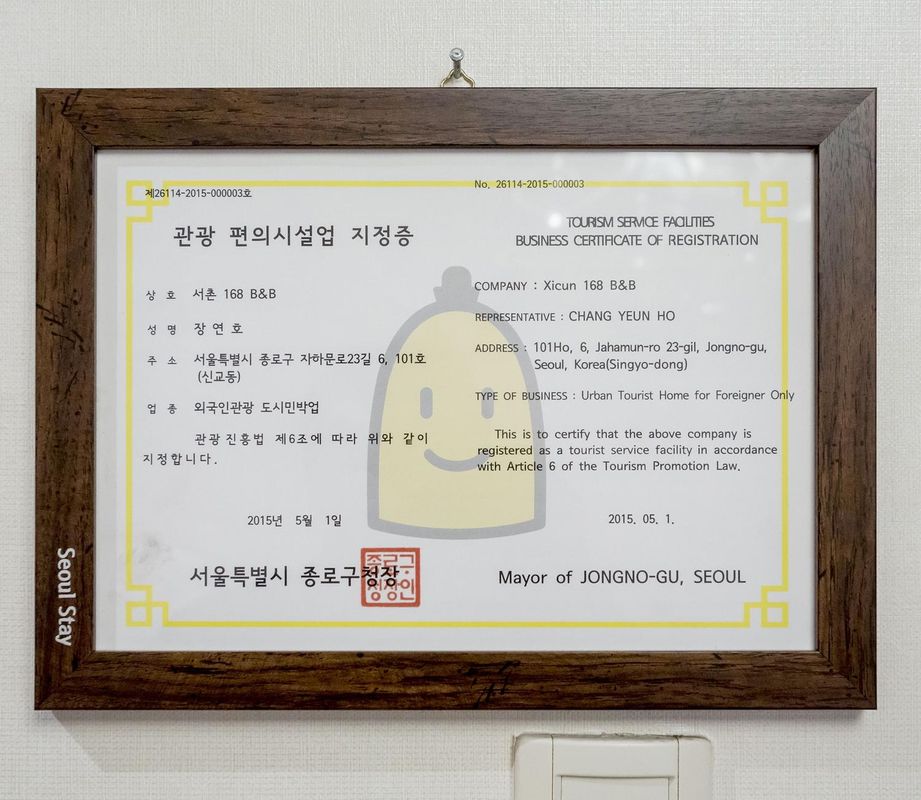 제26114-2015-000003호
관광 편의시설업 지정증
상 호 서촌 168 B&B
성 명 장 연 호
주 소 서울특별시 종로구 자하문로23길 6, 101호
(신교동)
업 종 외국인관광 도시민박업
관광 진흥법 제6조에 따라 위와 같이
지정합니다.
2015년 5월 1일
서울특별시 종로구청장
종로구
청장인
No. 26114-2015-000003
TOURISM SERVICE FACILITIES
BUSINESS CERTIFICATE OF REGISTRATION
COMPANY : Xicun 168 B&B
REPRESENTATIVE : CHANG YEUN HO
ADDRESS : 101Ho, 6, Jahamun-ro 23-gil, Jongno-gu,
Seoul, Korea(Singyo-dong)
TYPE OF BUSINESS : Urban Tourist Home for Foreigner Only
This is to certify that the above company is
registered as a tourist service facility in accordance
with Article 6 of the Tourism Promotion Law.
2015. 05. 1.
Mayor of JONGNO-GU, SEOUL
Seoul Stay